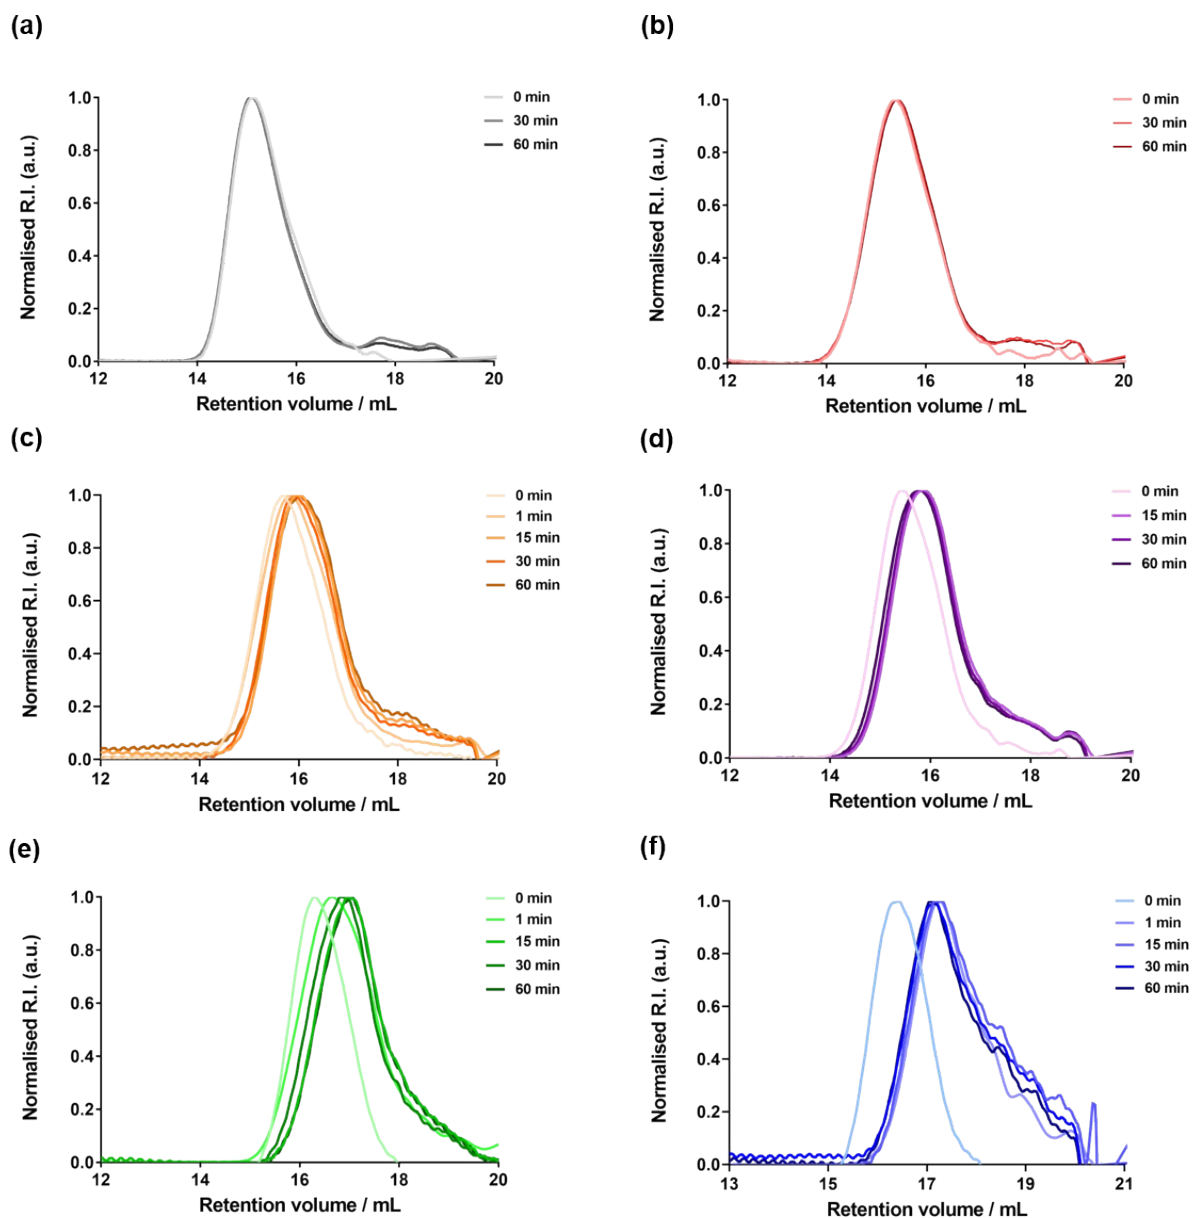 (a)
Normalised R.I. (a.u.)
1.0
0.8
0.6
0.4
0.2
0.0
12 14 16 18 20
Retention volume / mL
0 min
30 min
60 min
(b)
Normalised R.I. (a.u.)
1.0
0.8
0.6
0.4
0.2
0.0
12 14 16 18 20
Retention volume / mL
0 min
30 min
60 min
(c)
Normalised R.I. (a.u.)
1.0
0.8
0.6
0.4
0.2
0.0
12 14 16 18 20
Retention volume / mL
0 min
1 min
15 min
30 min
60 min
(d)
Normalised R.I. (a.u.)
1.0
0.8
0.6
0.4
0.2
0.0
12 14 16 18 20
Retention volume / mL
0 min
15 min
30 min
60 min
(e)
Normalised R.I. (a.u.)
1.0
0.8
0.6
0.4
0.2
0.0
12 14 16 18 20
Retention volume / mL
0 min
1 min
15 min
30 min
60 min
(f)
Normalised R.I. (a.u.)
1.0
0.8
0.6
0.4
0.2
0.0
13 15 17 19 21
Retention volume / mL
0 min
1 min
15 min
30 min
60 min